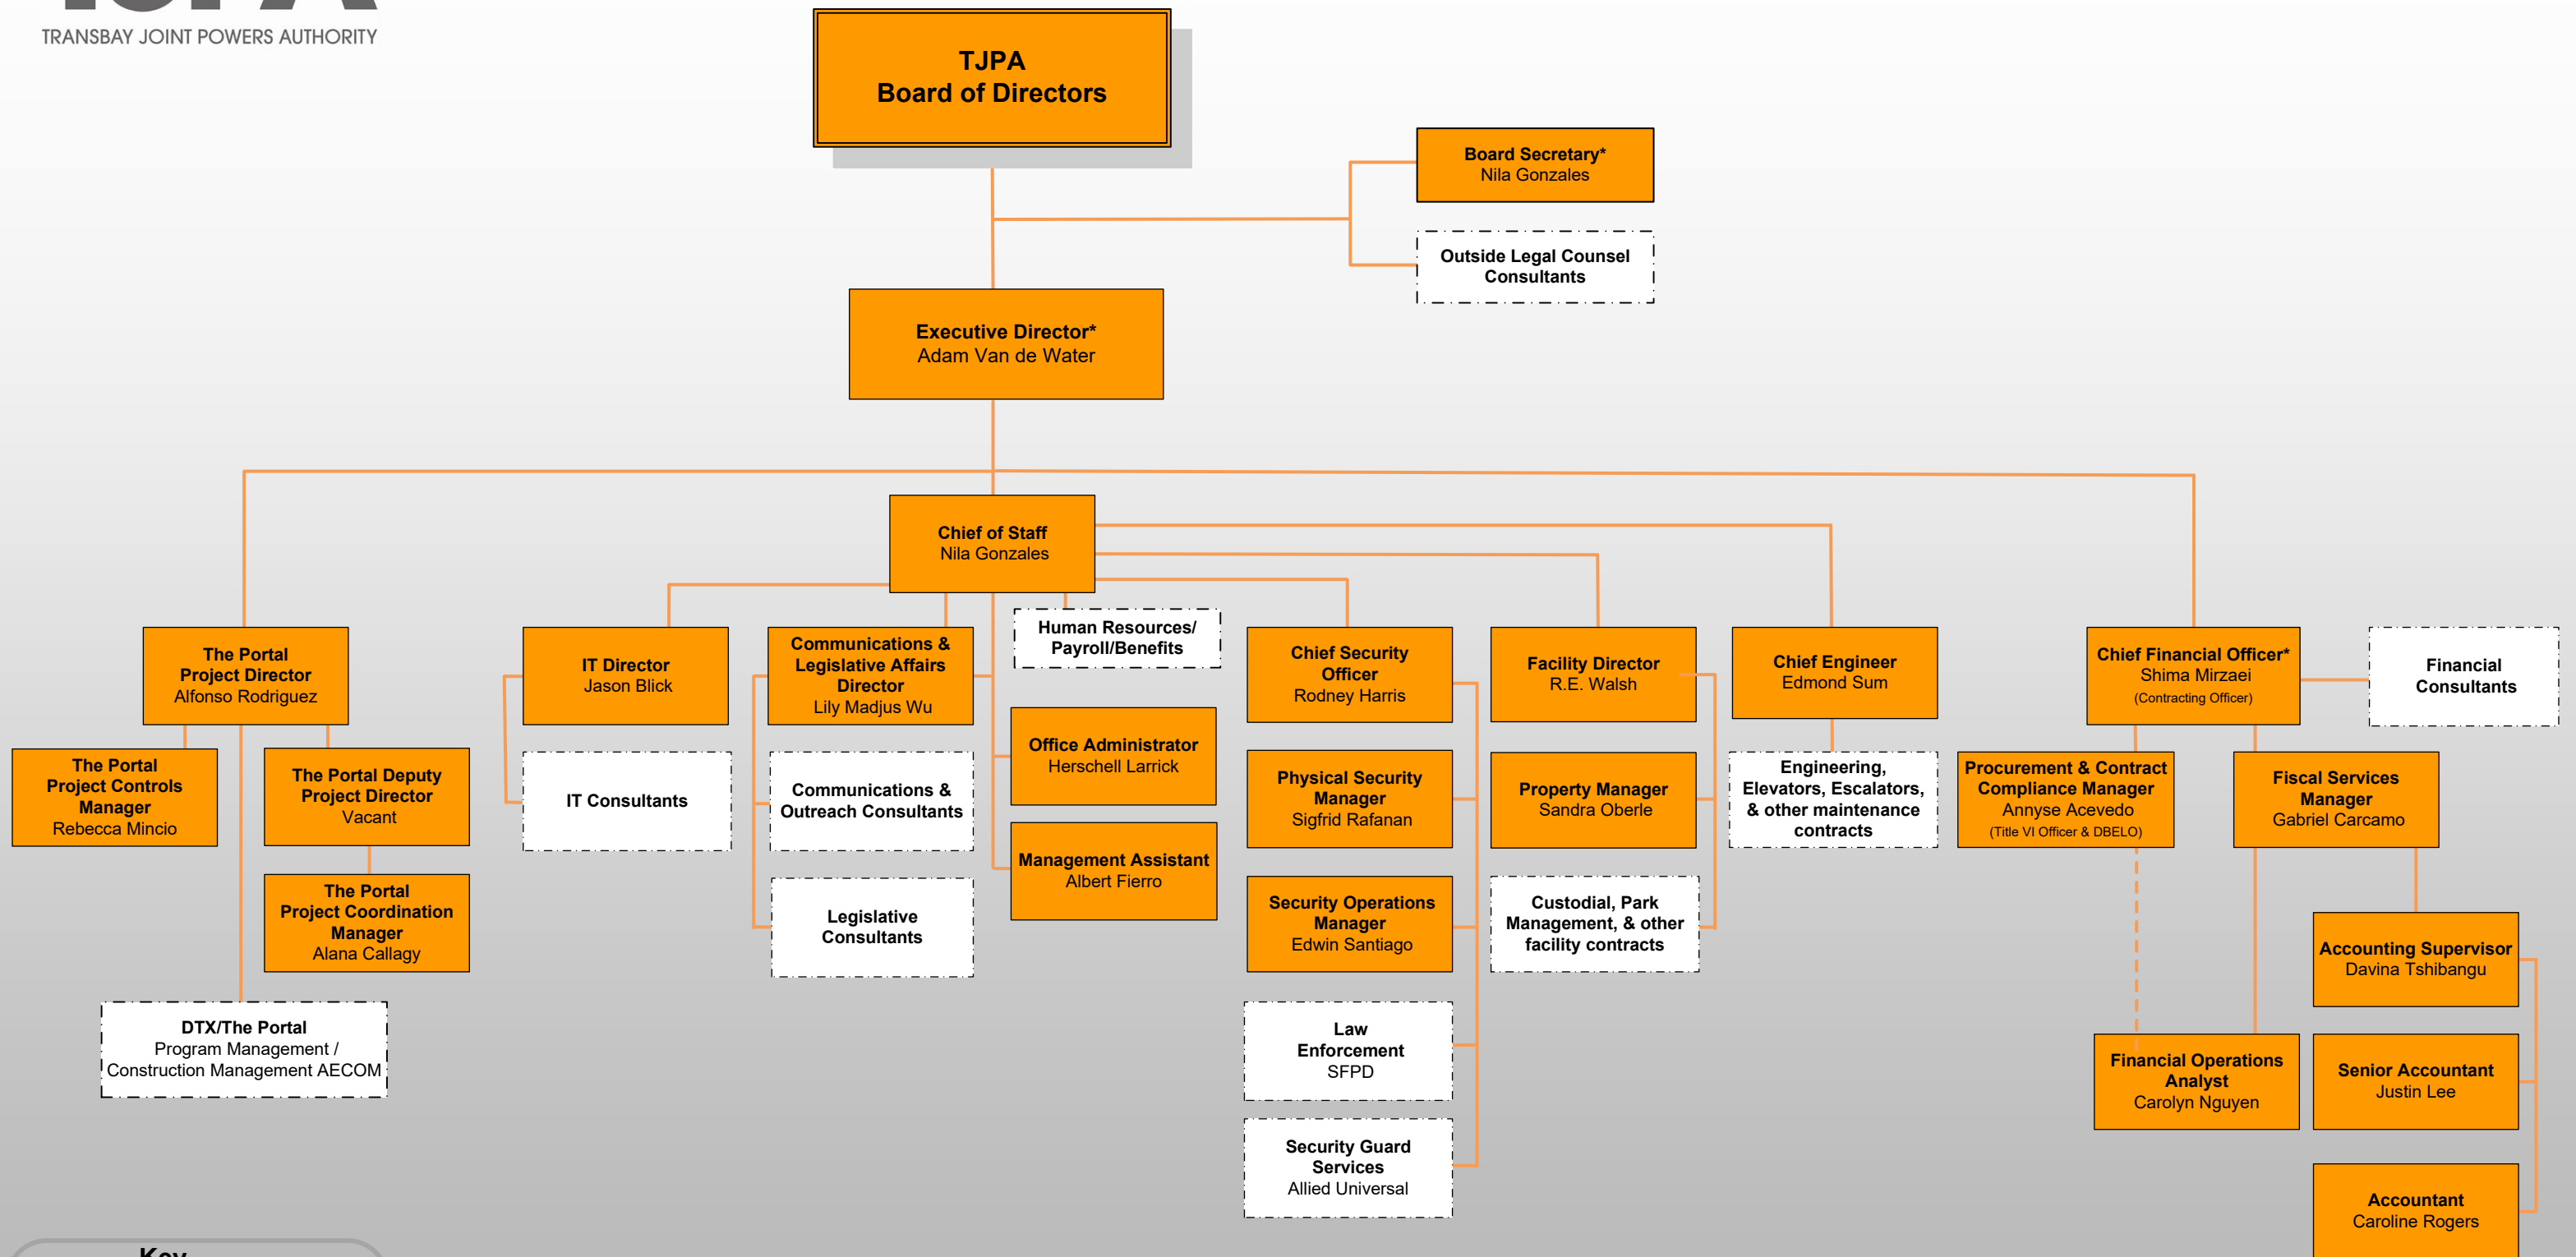 TRANSBAY JOINT POWERS AUTHORITY
TJPA
Board of Directors
Board Secretary*
Nila Gonzales
Outside Legal Counsel
Consultants
Executive Director*
Adam Van de Water
Chief of Staff
Nila Gonzales
Human Resources/
Payroll/Benefits
The Portal
Project Director
Alfonso Rodriguez
IT Director
Jason Blick
Communications &
Legislative Affairs
Director
Lily Madjus Wu
Chief Security
Officer
Rodney Harris
Facility Director
R.E. Walsh
Chief Engineer
Edmond Sum
Chief Financial Officer*
Shima Mirzaei
(Contracting Officer)
Financial
Consultants
The Portal
Project Controls
Manager
Rebecca Mincio
The Portal Deputy
Project Director
Vacant
IT Consultants
Communications &
Outreach Consultants
Office Administrator
Herschell Larrick
Physical Security
Manager
Sigfrid Rafanan
Property Manager
Sandra Oberle
Engineering,
Elevators, Escalators,
& other maintenance
contracts
Procurement & Contract
Compliance Manager
Annyse Acevedo
(Title VI Officer & DBELO)
Fiscal Services
Manager
Gabriel Carcamo
The Portal
Project Coordination
Manager
Alana Callagy
Legislative
Consultants
Management Assistant
Albert Fierro
Security Operations
Manager
Edwin Santiago
Custodial, Park
Management, & other
facility contracts
Accounting Supervisor
Davina Tshibangu
DTX/The Portal
Program Management /
Construction Management AECOM
Law
Enforcement
SFPD
Financial Operations
Analyst
Carolyn Nguyen
Senior Accountant
Justin Lee
Security Guard
Services
Allied Universal
Accountant
Caroline Rogers
Key